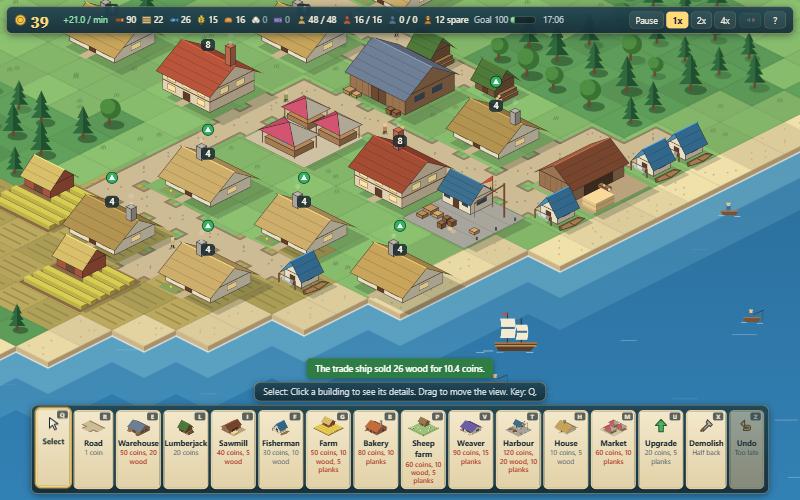 39 +21.0 / min 90 22 26 15 16 0 0 48 / 48 16 / 16 0 / 0 12 spare Goal 100 17:06 Pause 1x 2x 4x ?
8
4
4
8
4
4
4
4
4
The trade ship sold 26 wood for 10.4 coins.
Select: Click a building to see its details. Drag to move the view. Key: Q.
Q
Select
R
Road
1 coin
E
Warehouse
50 coins, 20
wood
L
Lumberjack
20 coins
I
Sawmill
40 coins, 5
wood
F
Fisherman
30 coins, 10
wood
G
Farm
50 coins, 10
wood, 5
planks
B
Bakery
80 coins, 10
planks
P
Sheep
farm
60 coins, 10
wood, 5
planks
V
Weaver
90 coins, 15
planks
T
Harbour
120 coins,
20 wood, 10
planks
H
House
10 coins, 5
wood
M
Market
60 coins, 10
planks
U
Upgrade
20 coins, 5
planks
X
Demolish
Half back
Z
Undo
Too late